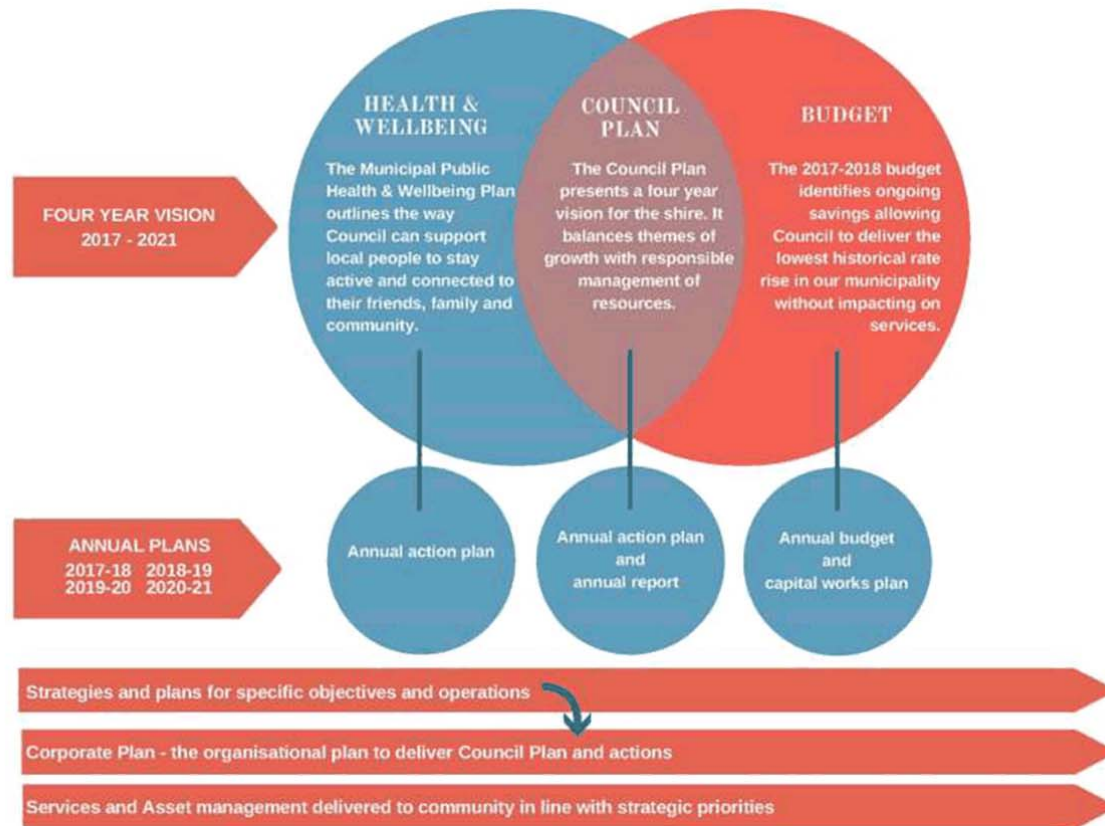 HEALTH &
WELLBEING
The Municipal Public
Health & Wellbeing Plan
outlines the way
Council can support
local people to stay
active and connected to
their friends, family and
community.
COUNCIL
PLAN
The Council Plan
presents a four year
vision for the shire. It
balances themes of
growth with responsible
management of
resources.
BUDGET
The 2017-2018 budget
identifies ongoing
savings allowing
Council to deliver the
lowest historical rate
rise in our municipality
without impacting on
services.
FOUR YEAR VISION
2017 - 2021
ANNUAL PLANS
2017-18 2018-19
2019-20 2020-21
Annual action plan
Annual action plan
and
annual report
Annual budget
and
capital works plan
Strategies and plans for specific objectives and operations
Corporate Plan - the organisational plan to deliver Council Plan and actions
Services and Asset management delivered to community in line with strategic priorities